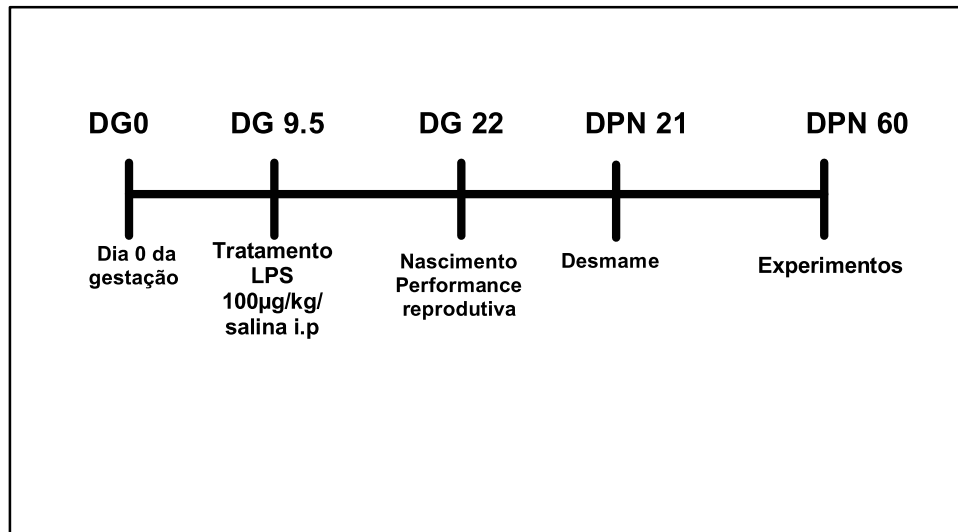 DG0
DG 9.5
DG 22
DPN 21
DPN 60
Dia 0 da
gestação
Tratamento
LPS
100µg/kg/
salina i.p
Nascimento
Performance
reprodutiva
Desmame
Experimentos